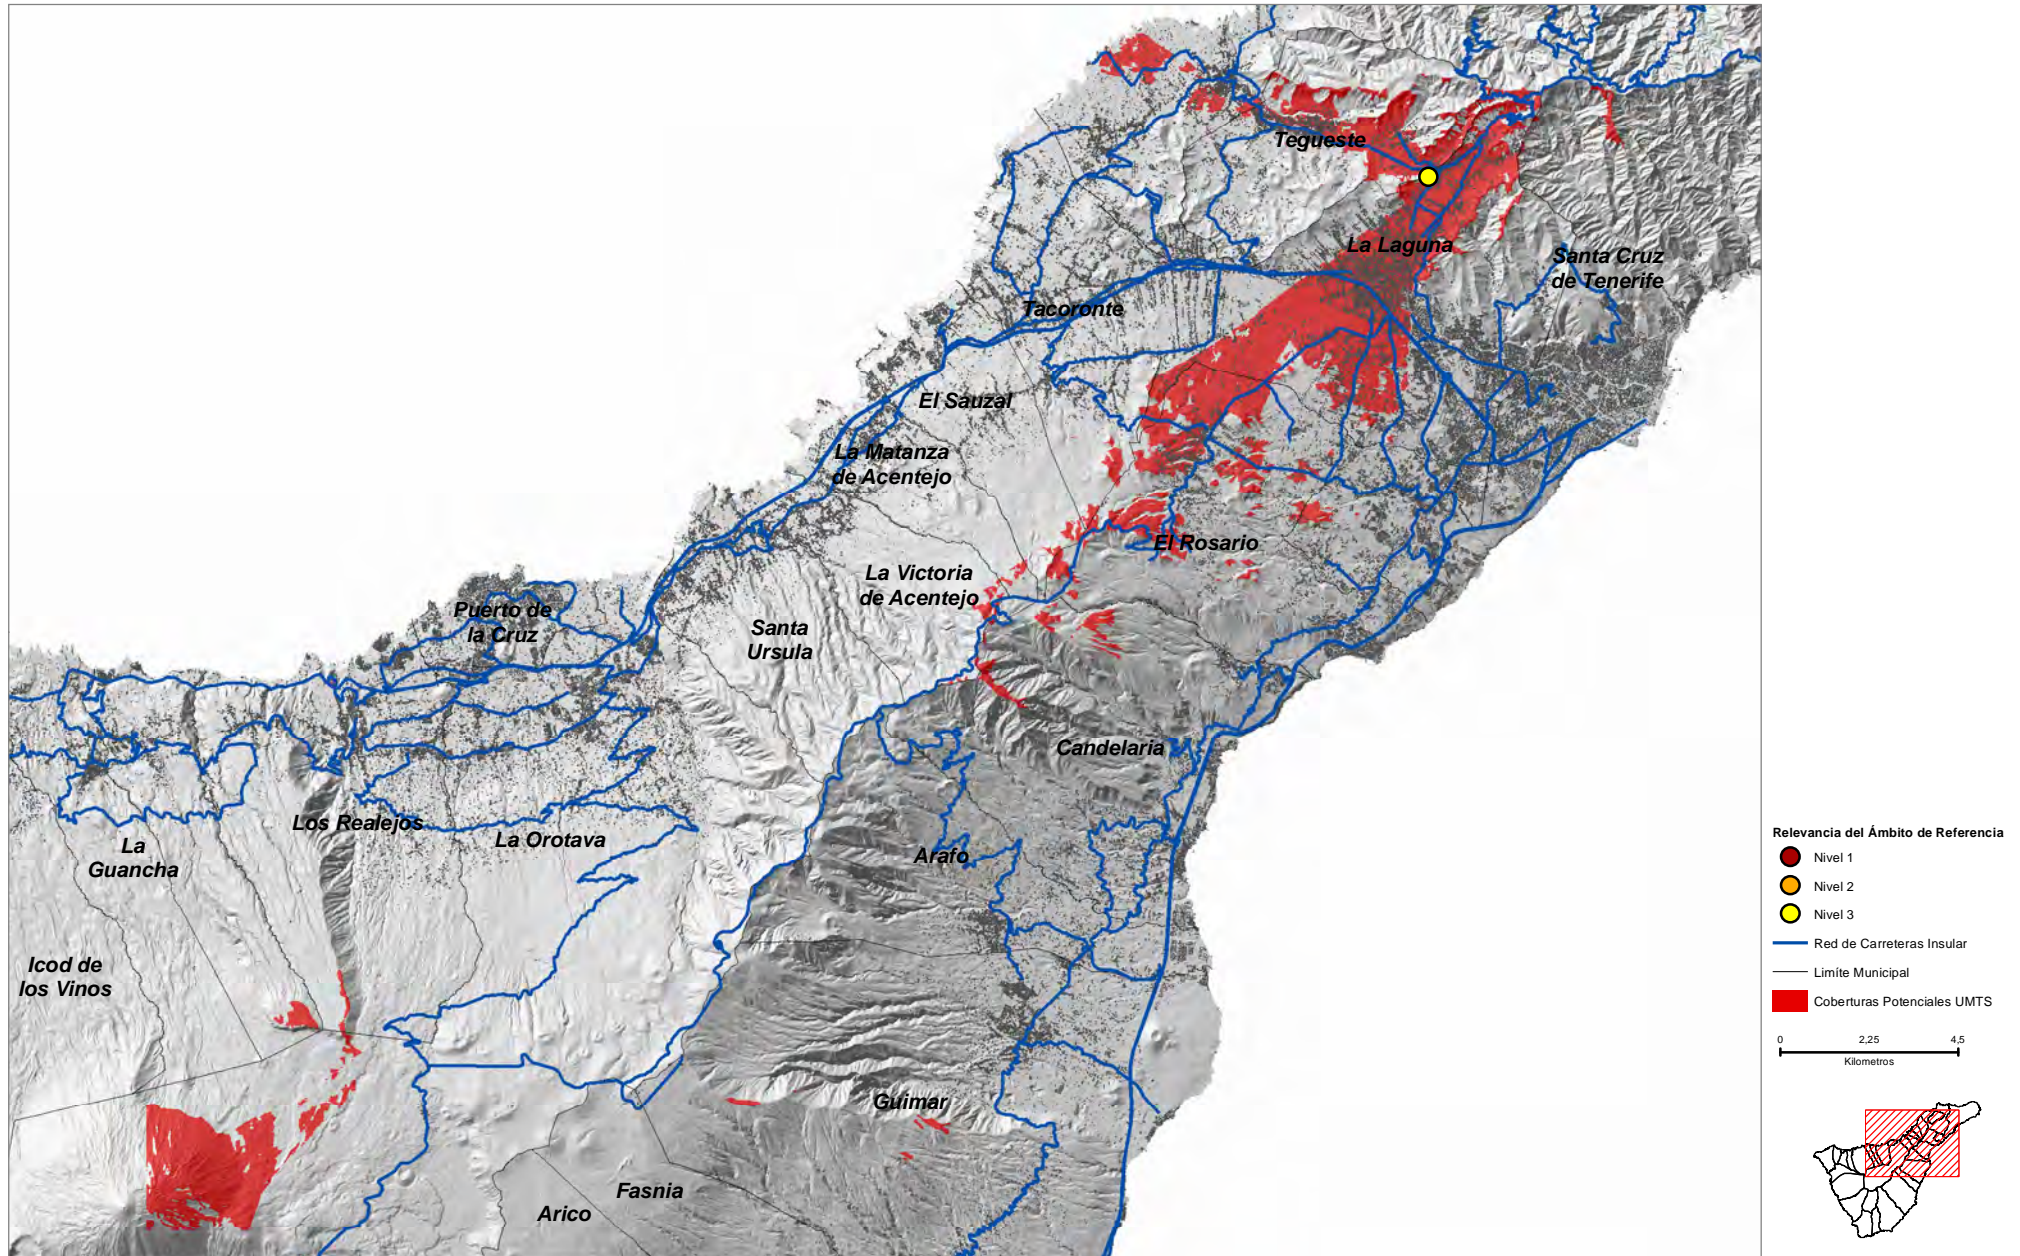 Tegueste
La Laguna
Santa Cruz
de Tenerife
Tacoronte
El Sauzal
La Matanza
de Acentejo
El Rosario
La Victoria
de Acentejo
Puerto de
la Cruz
Santa
Ursula
Candelaria
Los Realejos
La Orotava
La
Guancha
Arafo
Icod de
los Vinos
Guimar
Fasnia
Arico
Relevancia del Ámbito de Referencia
Nivel 1
Nivel 2
Nivel 3
Red de Carreteras Insular
Limíte Municipal
Coberturas Potenciales UMTS
0 2,25 4,5
Kilometros